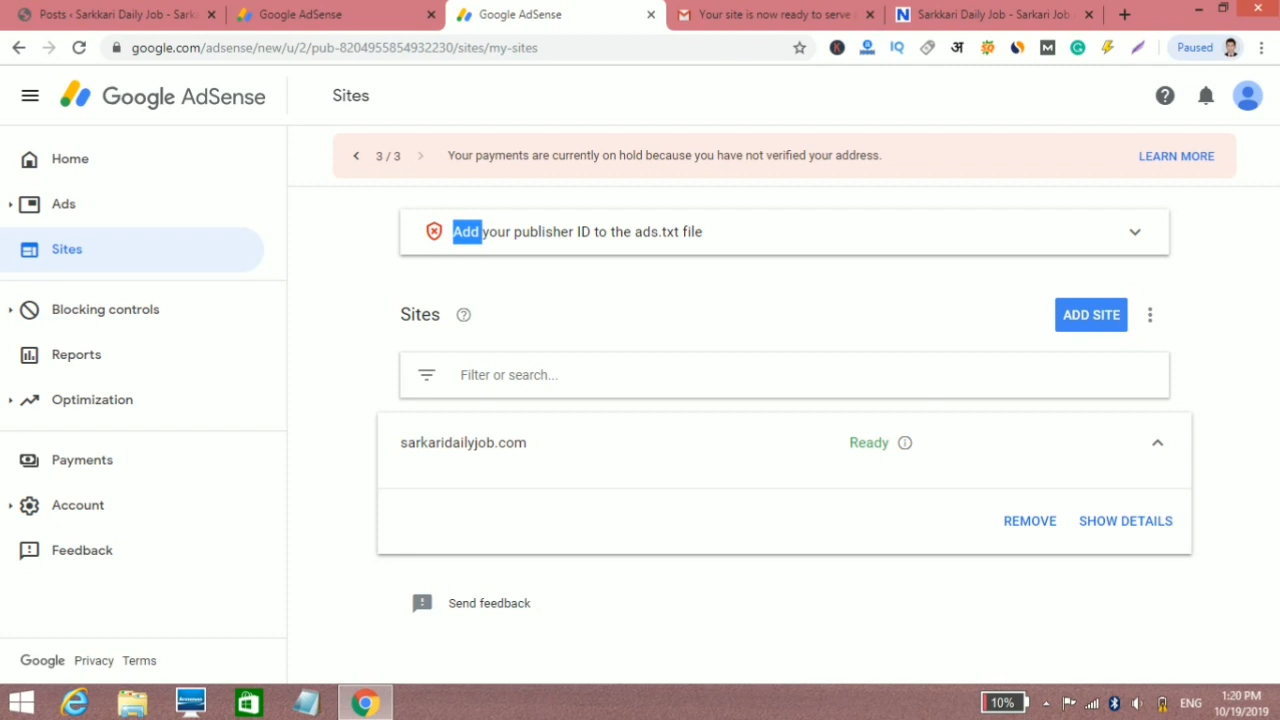 Posts ‹ Sarkkari Daily Job - Sark
Google AdSense
Google AdSense
Your site is now ready to serve
Sarkkari Daily Job - Sarkari Job
google.com/adsense/new/u/2/pub-8204955854932230/sites/my-sites
IQ
अ
M
Paused
Google AdSense
Sites
Home
Ads
Sites
Blocking controls
Reports
Optimization
Payments
Account
Feedback
Google Privacy Terms
3 / 3
Your payments are currently on hold because you have not verified your address.
LEARN MORE
Add your publisher ID to the ads.txt file
Sites
ADD SITE
Filter or search...
sarkaridailyjob.com
Ready
REMOVE
SHOW DETAILS
Send feedback
10%
ENG
1:20 PM
10/19/2019